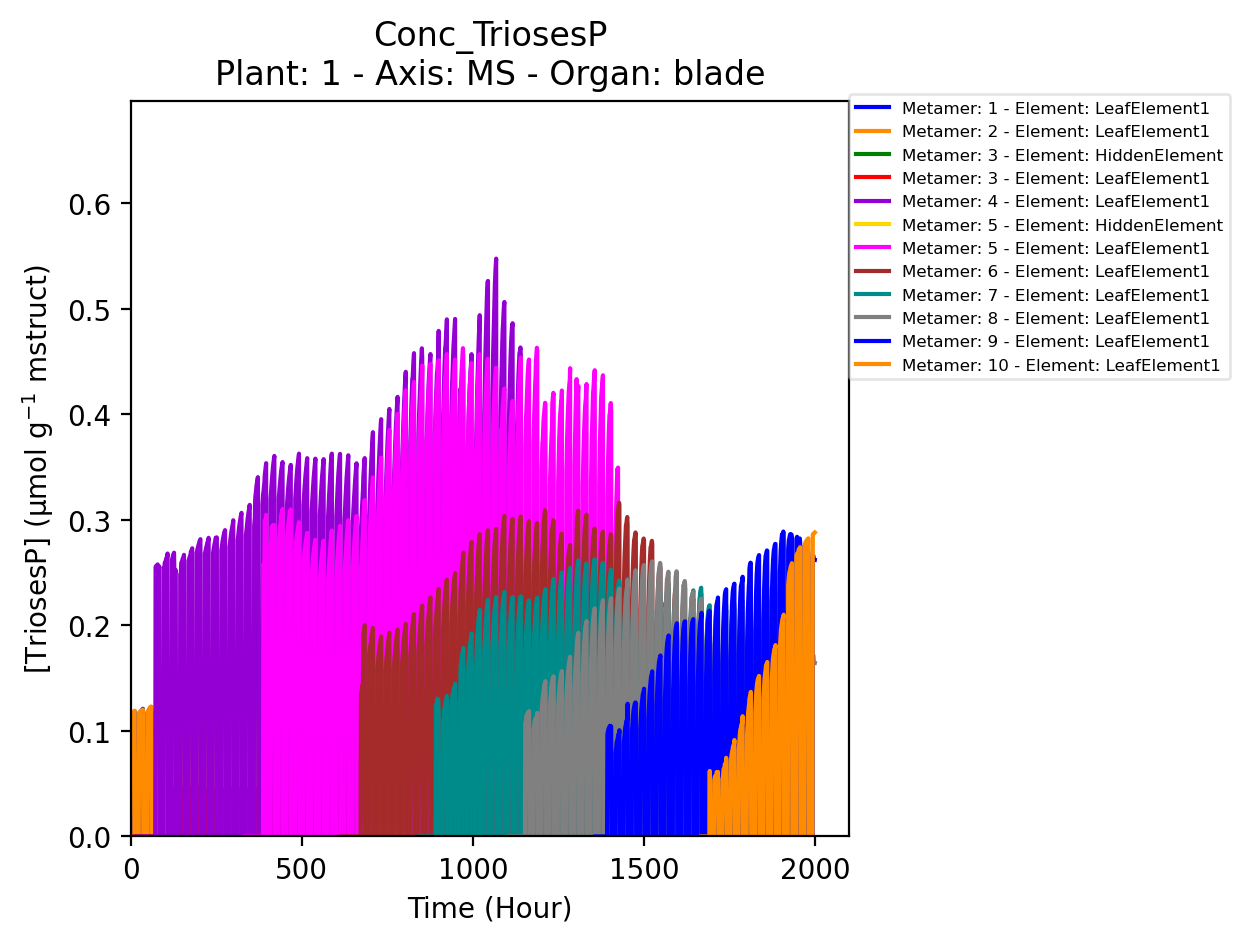 Conc_TriosesP
Plant: 1 - Axis: MS - Organ: blade
Metamer: 1 - Element: LeafElement1
Metamer: 2 - Element: LeafElement1
Metamer: 3 - Element: HiddenElement
Metamer: 3 - Element: LeafElement1
Metamer: 4 - Element: LeafElement1
Metamer: 5 - Element: HiddenElement
Metamer: 5 - Element: LeafElement1
Metamer: 6 - Element: LeafElement1
Metamer: 7 - Element: LeafElement1
Metamer: 8 - Element: LeafElement1
Metamer: 9 - Element: LeafElement1
Metamer: 10 - Element: LeafElement1
[TriosesP] (µmol g⁻¹ mstruct)
0.6
0.5
0.4
0.3
0.2
0.1
0.0
0 500 1000 1500 2000
Time (Hour)